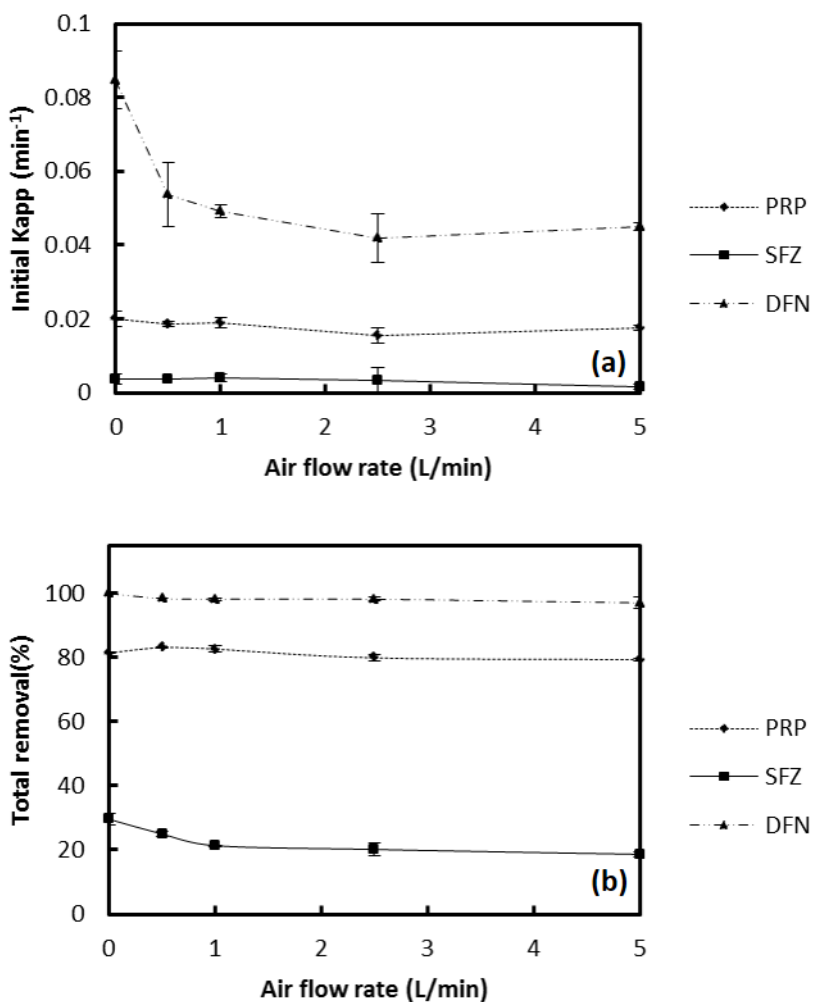 0.1
0.08
0.06
0.04
0.02
0
Initial Kapp (min⁻¹)
0 1 2 3 4 5
Air flow rate (L/min)
(a)
PRP
SFZ
DFN
100
80
60
40
20
0
Total removal(%)
0 1 2 3 4 5
Air flow rate (L/min)
(b)
PRP
SFZ
DFN